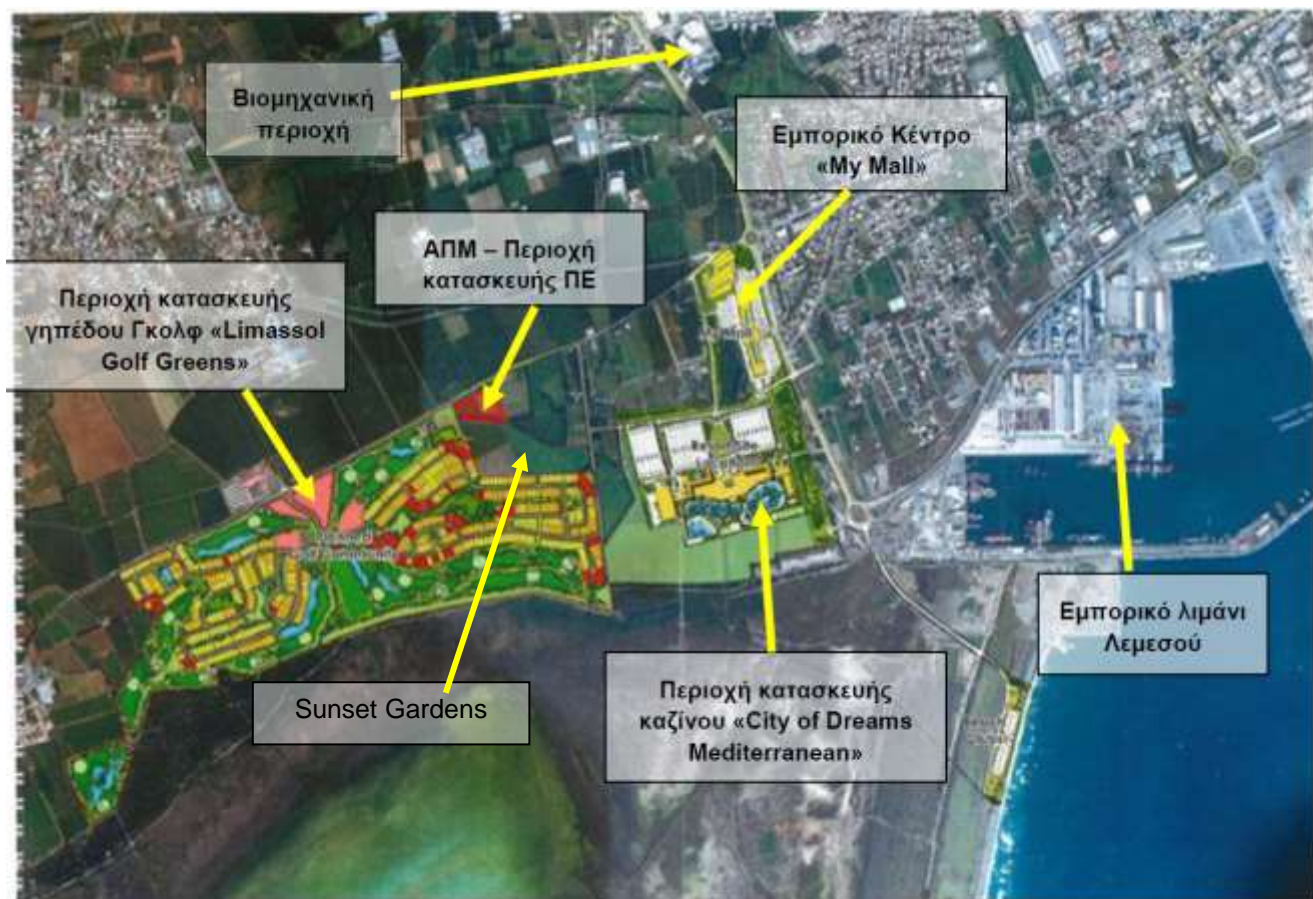 Βιομηχανική
περιοχή
Εμπορικό Κέντρο
«My Mall»
ΑΠΜ – Περιοχή
κατασκευής ΠΕ
Περιοχή κατασκευής
γηπέδου Γκολφ «Limassol
Golf Greens»
Εμπορικό λιμάνι
Λεμεσού
Sunset Gardens
Περιοχή κατασκευής
καζίνου «City of Dreams
Mediterranean»